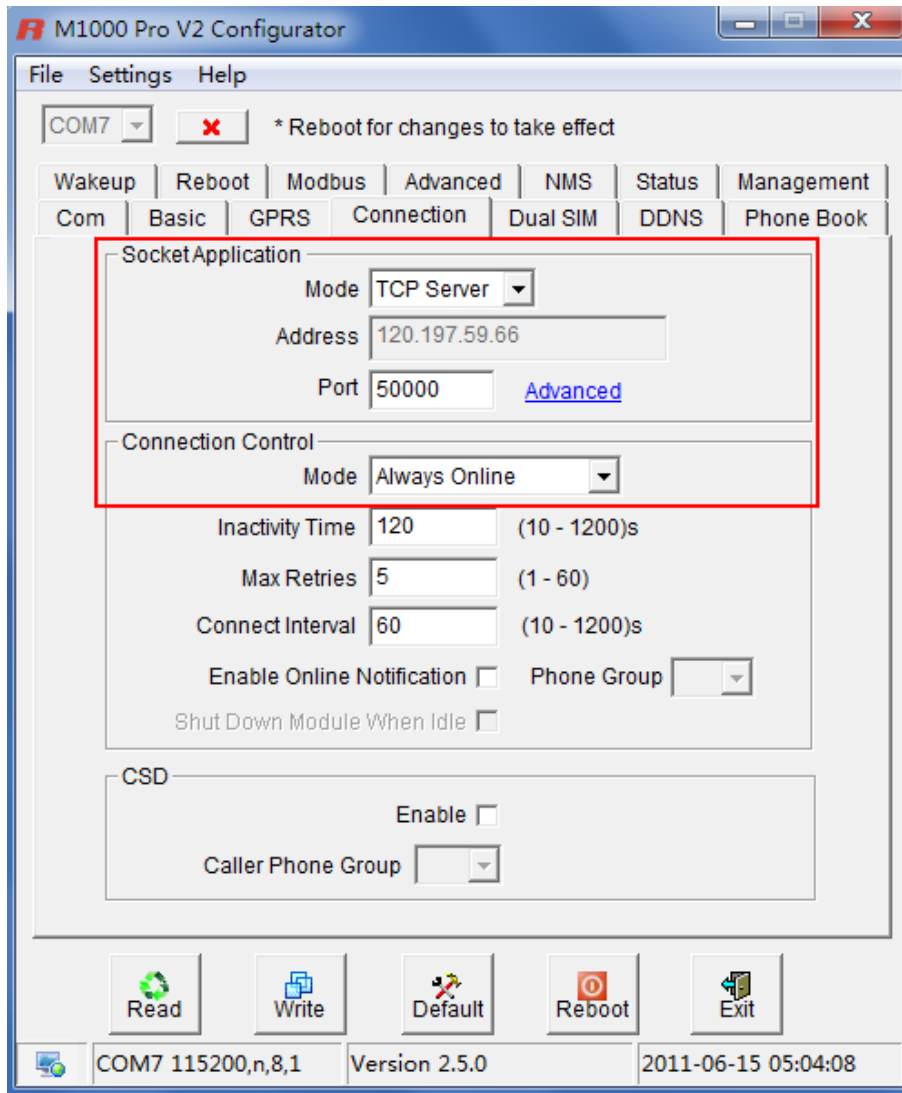 M1000 Pro V2 Configurator
File Settings Help
COM7 * Reboot for changes to take effect
Wakeup Reboot Modbus Advanced NMS Status Management
Com Basic GPRS Connection Dual SIM DDNS Phone Book
Socket Application
Mode TCP Server
Address 120.197.59.66
Port 50000 Advanced
Connection Control
Mode Always Online
Inactivity Time 120 (10 - 1200)s
Max Retries 5 (1 - 60)
Connect Interval 60 (10 - 1200)s
Enable Online Notification Phone Group
Shut Down Module When Idle
CSD
Enable
Caller Phone Group
Read Write Default Reboot Exit
COM7 115200,n,8,1 Version 2.5.0 2011-06-15 05:04:08